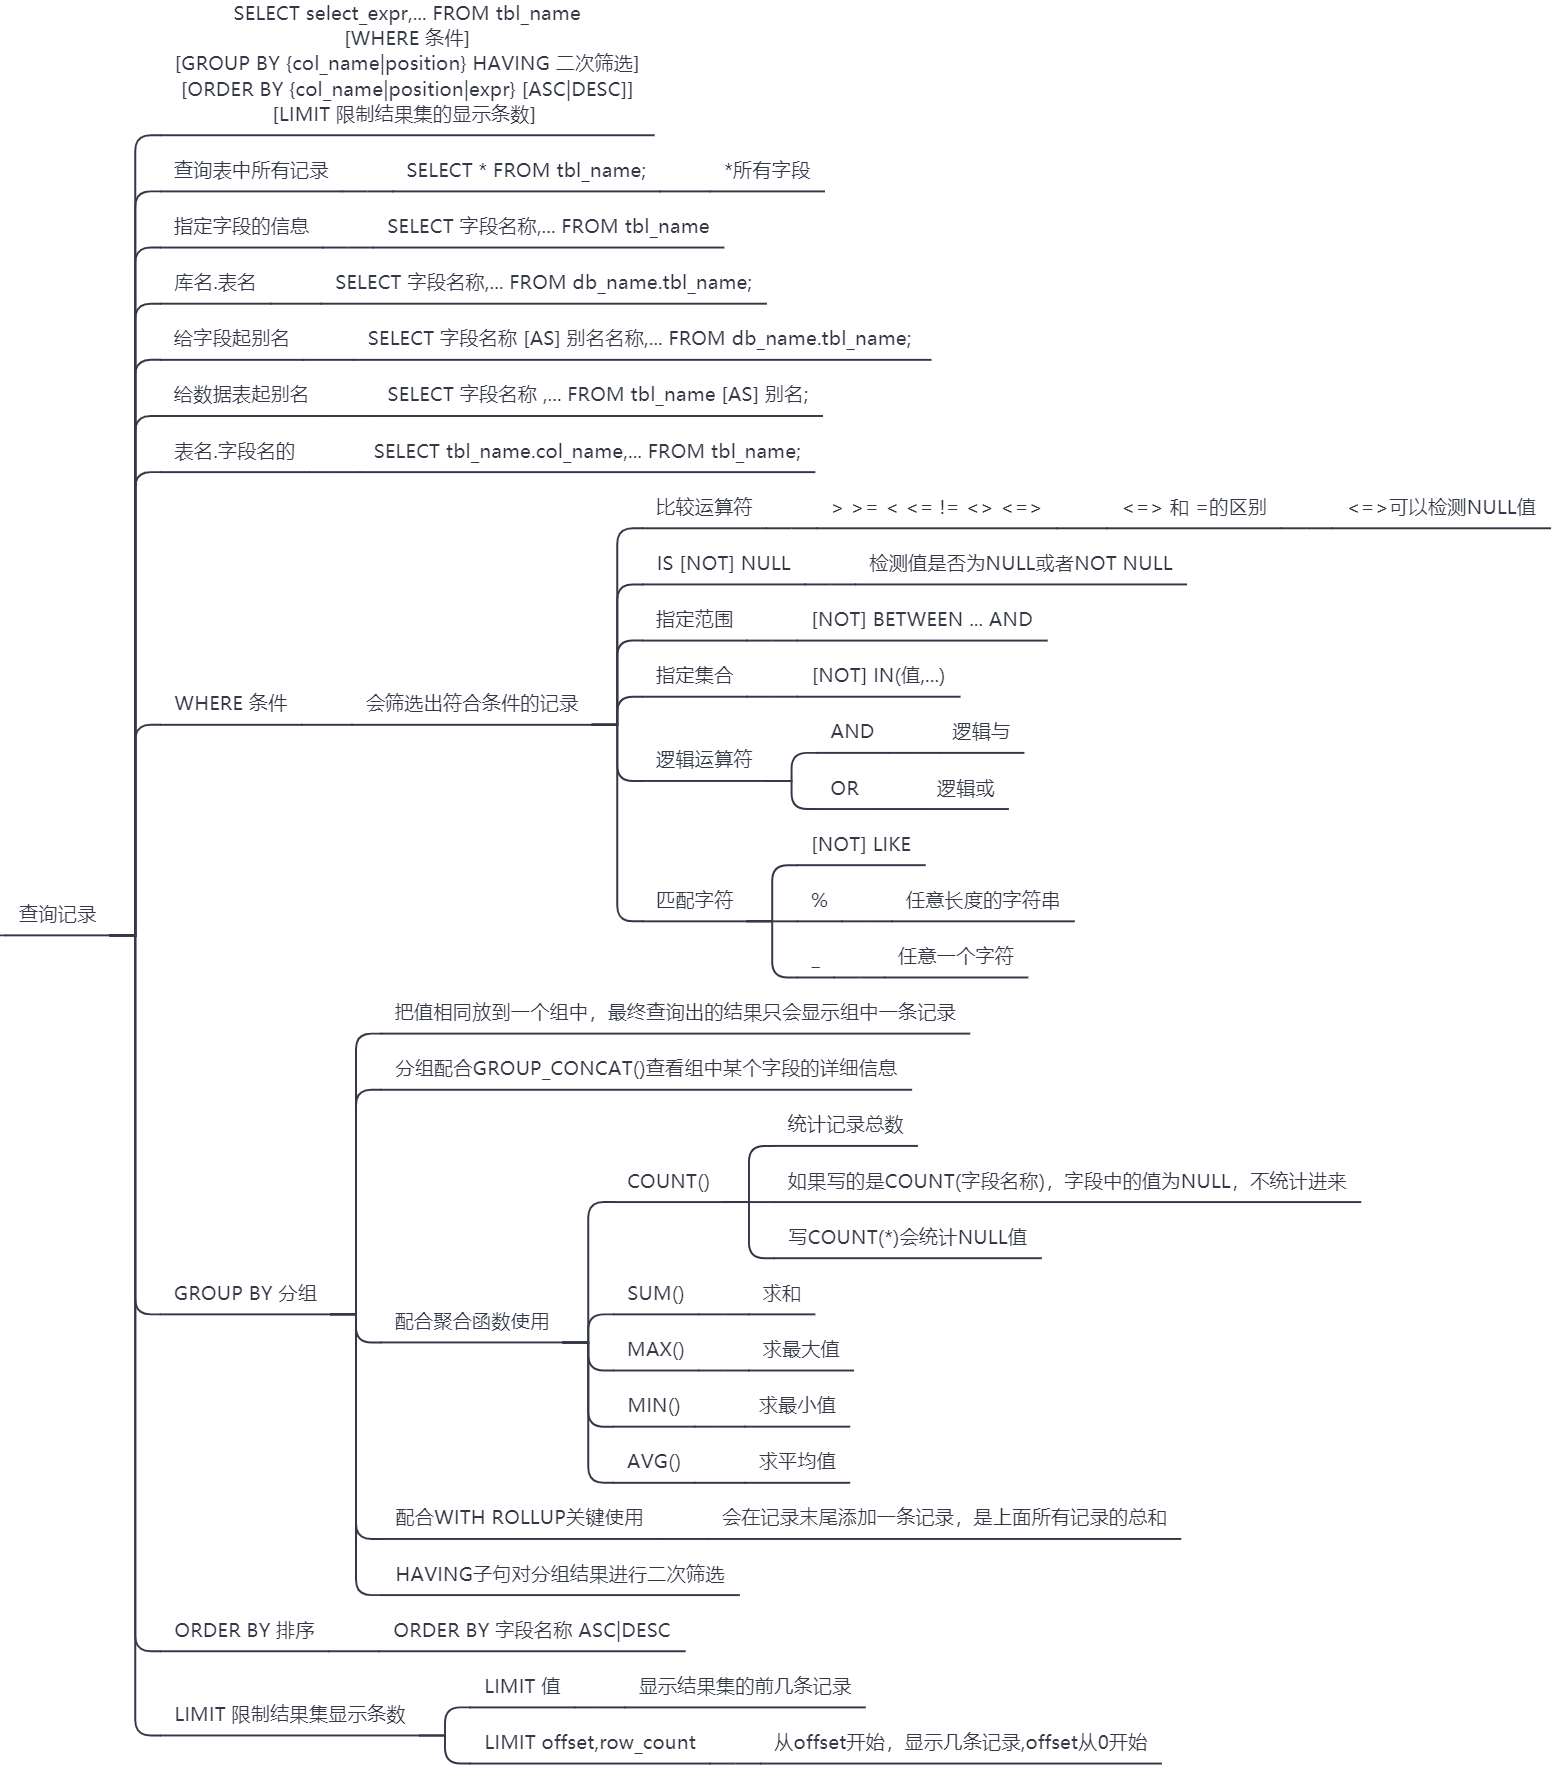 SELECT select_expr,... FROM tbl_name
[WHERE 条件]
[GROUP BY {col_name|position} HAVING 二次筛选]
[ORDER BY {col_name|position|expr} [ASC|DESC]]
[LIMIT 限制结果集的显示条数]
查询表中所有记录 SELECT * FROM tbl_name; *所有字段
指定字段的信息 SELECT 字段名称,... FROM tbl_name
库名.表名 SELECT 字段名称,... FROM db_name.tbl_name;
给字段起别名 SELECT 字段名称 [AS] 别名名称,... FROM db_name.tbl_name;
给数据表起别名 SELECT 字段名称 ,... FROM tbl_name [AS] 别名;
表名.字段名的 SELECT tbl_name.col_name,... FROM tbl_name;
比较运算符 > >= < <= != <> <=> <=> 和 =的区别 <=>可以检测NULL值
IS [NOT] NULL 检测值是否为NULL或者NOT NULL
指定范围 [NOT] BETWEEN ... AND
指定集合 [NOT] IN(值,...)
WHERE 条件 会筛选出符合条件的记录
AND 逻辑与
逻辑运算符
OR 逻辑或
[NOT] LIKE
匹配字符 % 任意长度的字符串
_ 任意一个字符
查询记录
把值相同放到一个组中，最终查询出的结果只会显示组中一条记录
分组配合GROUP_CONCAT()查看组中某个字段的详细信息
统计记录总数
COUNT() 如果写的是COUNT(字段名称)，字段中的值为NULL，不统计进来
写COUNT(*)会统计NULL值
GROUP BY 分组
SUM() 求和
配合聚合函数使用
MAX() 求最大值
MIN() 求最小值
AVG() 求平均值
配合WITH ROLLUP关键使用 会在记录末尾添加一条记录，是上面所有记录的总和
HAVING子句对分组结果进行二次筛选
ORDER BY 排序 ORDER BY 字段名称 ASC|DESC
LIMIT 值 显示结果集的前几条记录
LIMIT 限制结果集显示条数
LIMIT offset,row_count 从offset开始，显示几条记录,offset从0开始